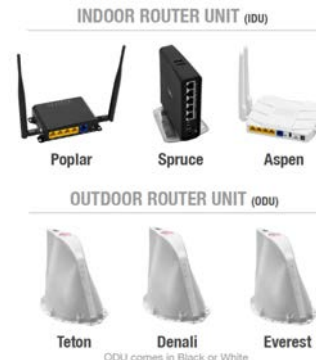 INDOOR ROUTER UNIT (IDU)
Poplar Spruce Aspen
OUTDOOR ROUTER UNIT (ODU)
Teton Denali Everest
ODU comes in Black or White